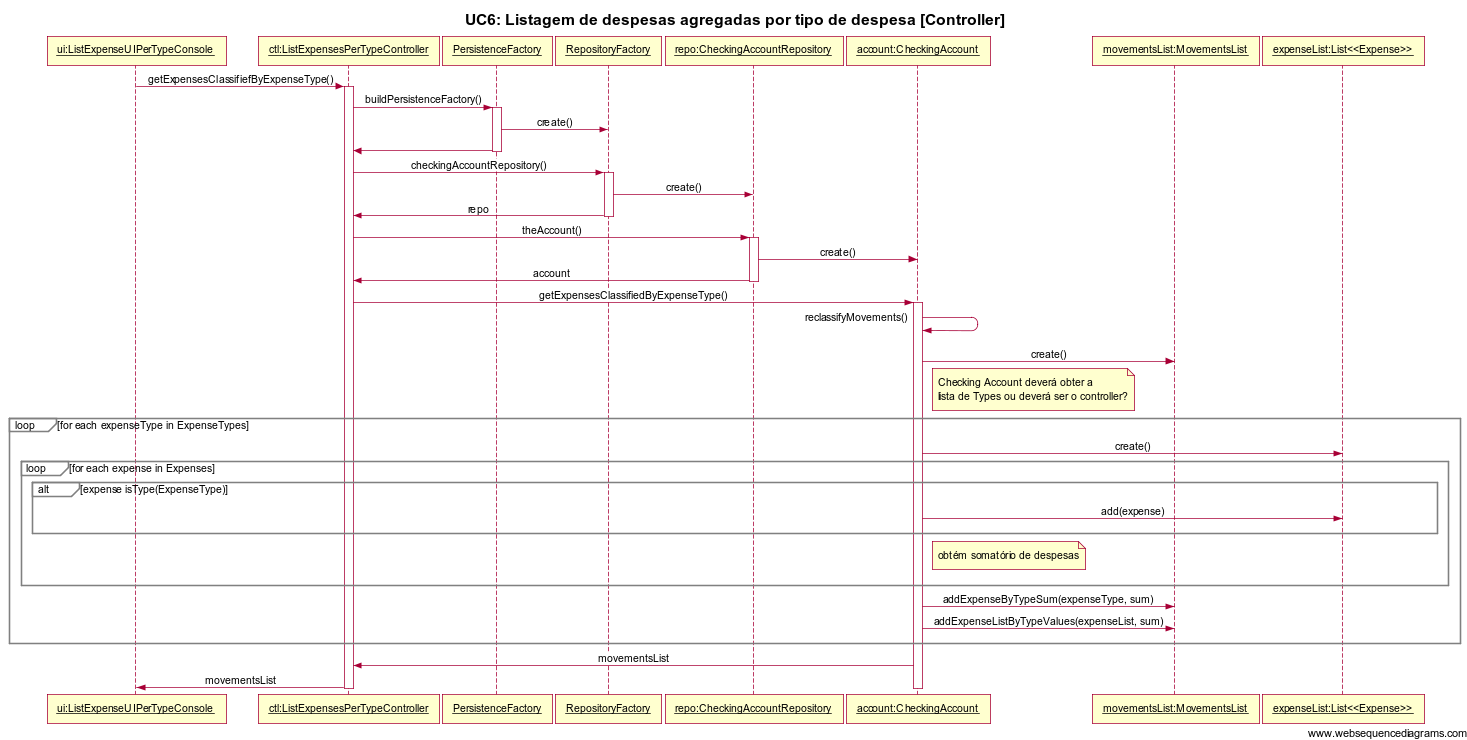 UC6: Listagem de despesas agregadas por tipo de despesa [Controller]
ui:ListExpenseUIPerTypeConsole
ctl:ListExpensesPerTypeController
PersistenceFactory
RepositoryFactory
repo:CheckingAccountRepository
account:CheckingAccount
movementsList:MovementsList
expenseList:List<<Expense>>
getExpensesClassifiefByExpenseType()
buildPersistenceFactory()
create()
checkingAccountRepository()
create()
repo
theAccount()
create()
account
getExpensesClassifiedByExpenseType()
reclassifyMovements()
create()
Checking Account deverá obter a
lista de Types ou deverá ser o controller?
loop
[for each expenseType in ExpenseTypes]
create()
loop
[for each expense in Expenses]
alt
[expense isType(ExpenseType)]
add(expense)
obtém somatório de despesas
addExpenseByTypeSum(expenseType, sum)
addExpenseListByTypeValues(expenseList, sum)
movementsList
movementsList
ui:ListExpenseUIPerTypeConsole
ctl:ListExpensesPerTypeController
PersistenceFactory
RepositoryFactory
repo:CheckingAccountRepository
account:CheckingAccount
movementsList:MovementsList
expenseList:List<<Expense>>
www.websequencediagrams.com